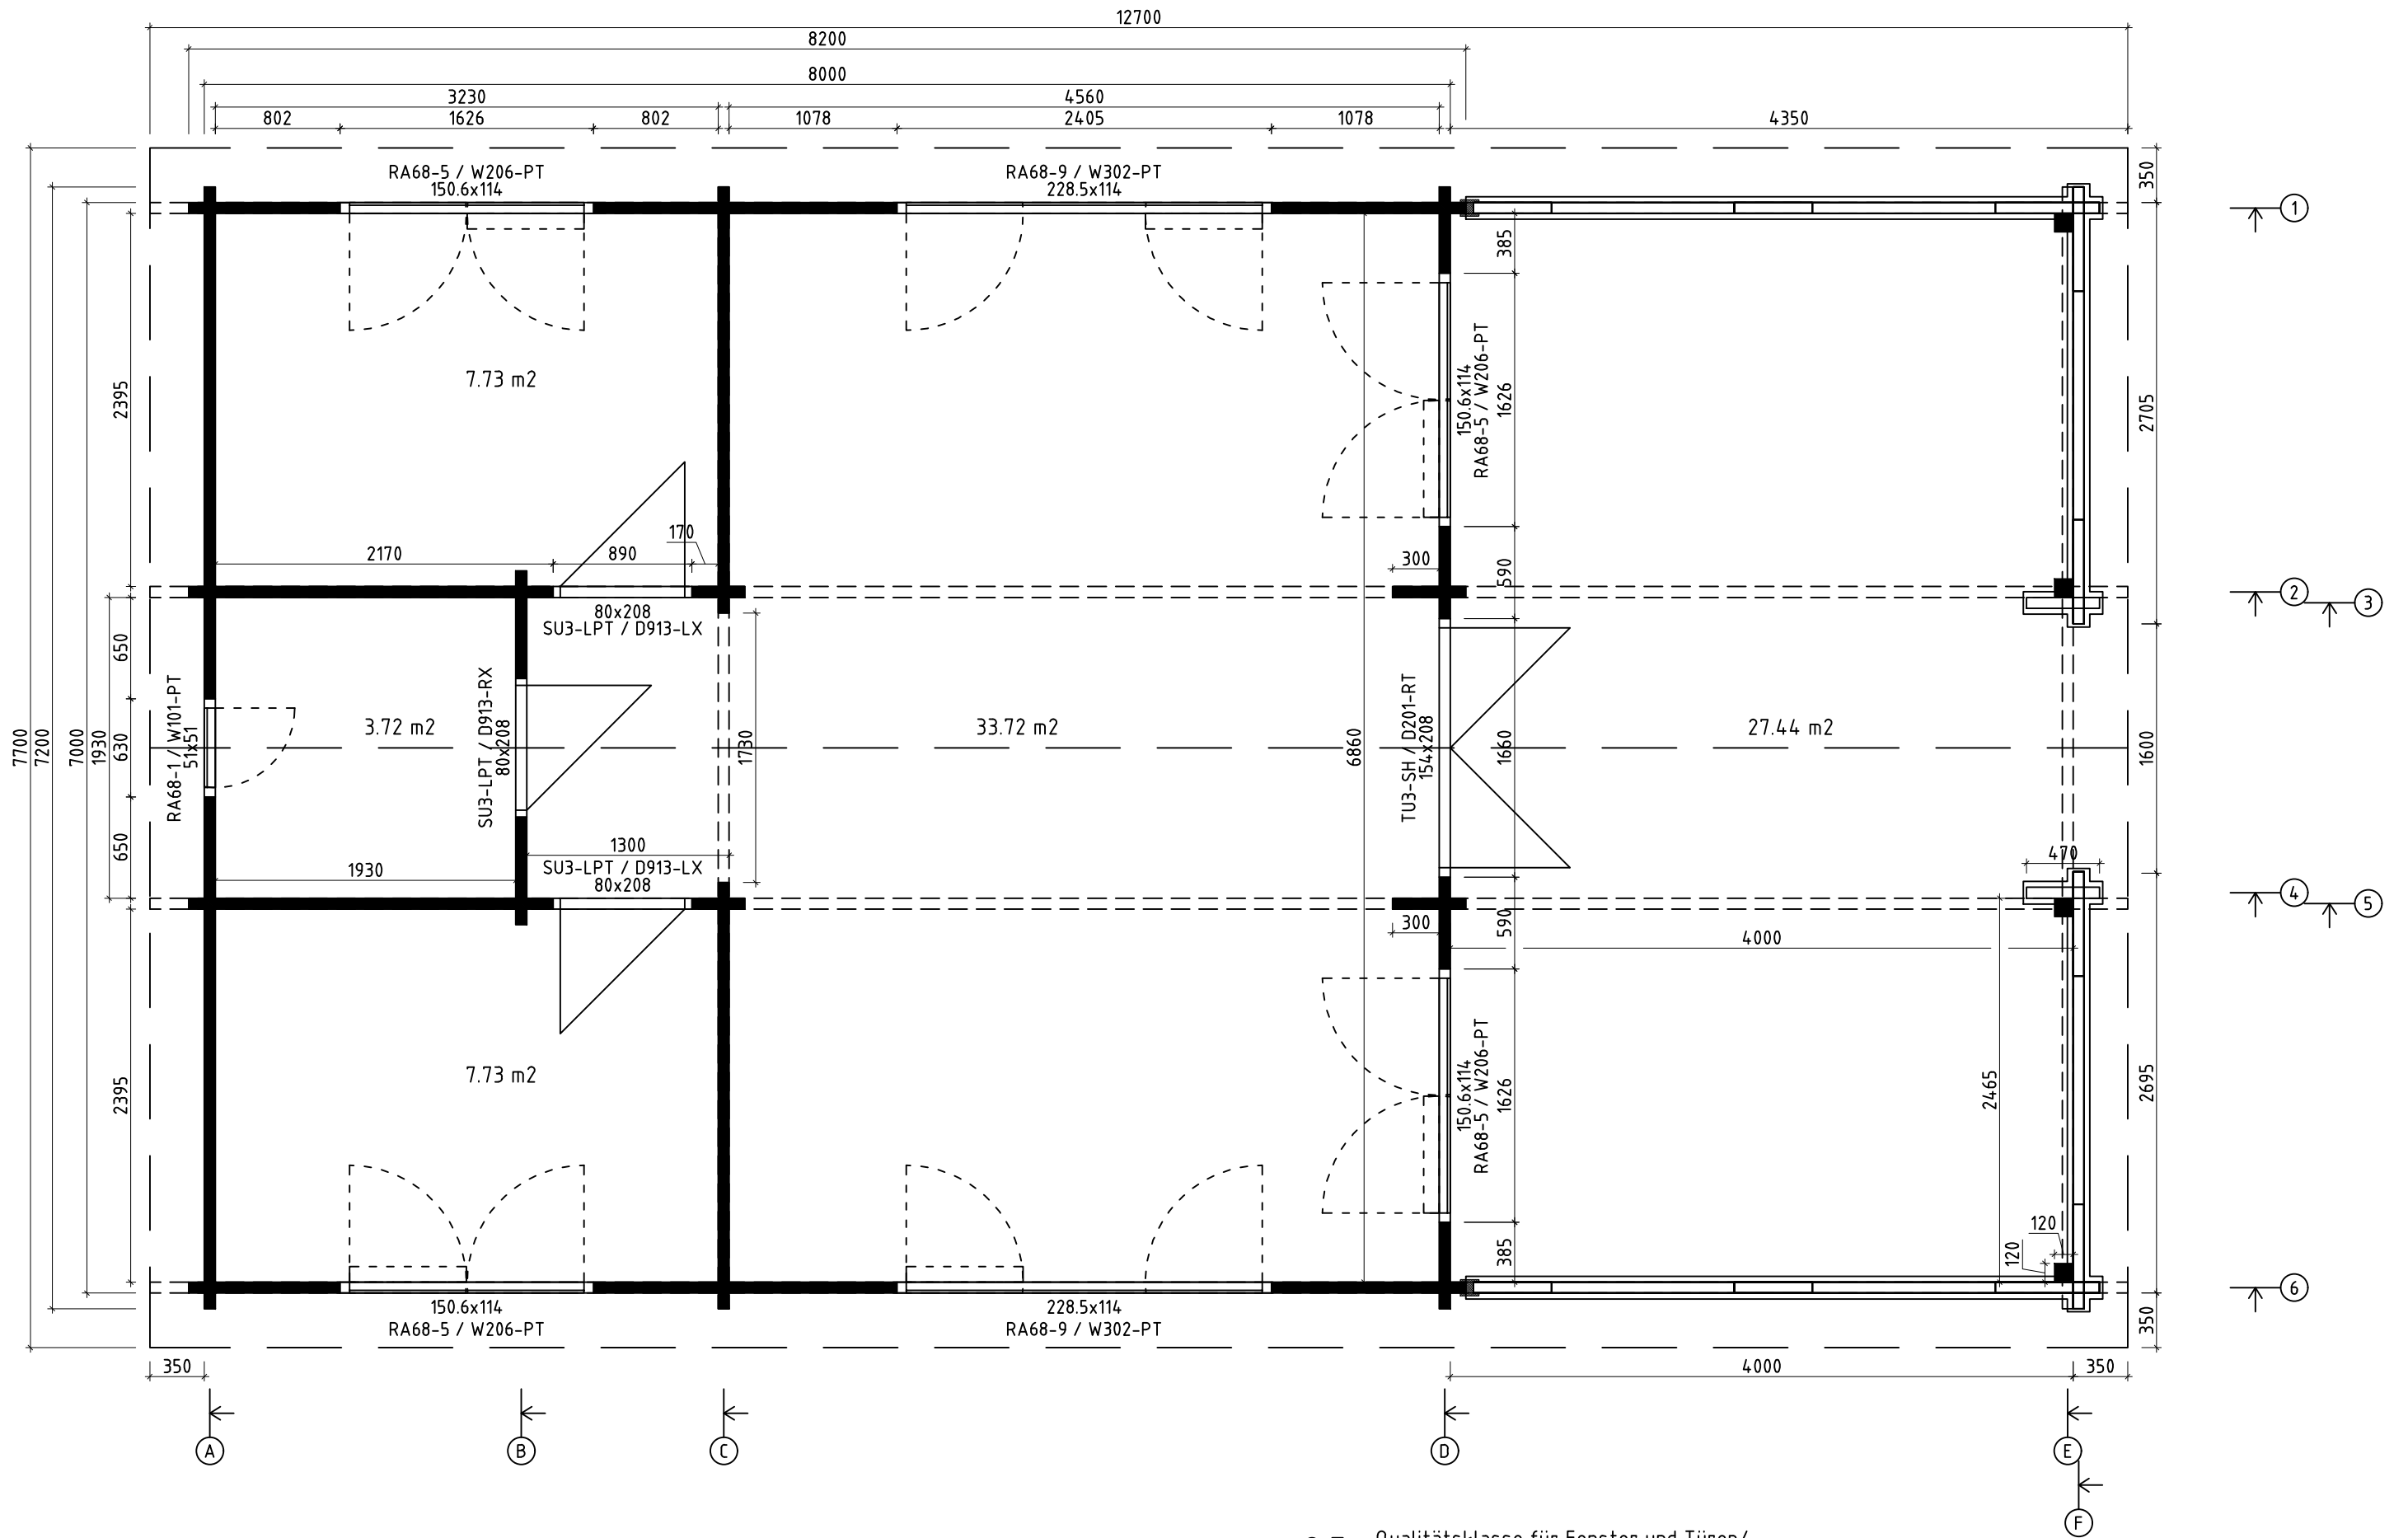 12700
8200
8000
3230 4560
802 1626 802 1078 2405 1078 4350
RA68-5 / W206-PT
150.6x114
RA68-9 / W302-PT
228.5x114
350
1
385
7.73 m2
2395
150.6x114
RA68-5 / W206-PT
1626
2705
170
2170 890 300
590
80x208
SU3-LPT / D913-LX
2 3
7700
7200
7000
1930
650
630
650
RA68-1 / W101-PT
51x51
3.72 m2
SU3-LPT / D913-RX
80x208
1730
33.72 m2
6860
TU3-SH / D201-RT
154x208
1660
27.44 m2
1600
1300
SU3-LPT / D913-LX
80x208
1930
470
4 5
300
590
4000
7.73 m2
2395
150.6x114
RA68-5 / W206-PT
1626
2465
2695
385
120
120
6
150.6x114
RA68-5 / W206-PT
228.5x114
RA68-9 / W302-PT
350
350 4000 350
A B C D E
F
Qualitätsklasse für Fenster und Türen/